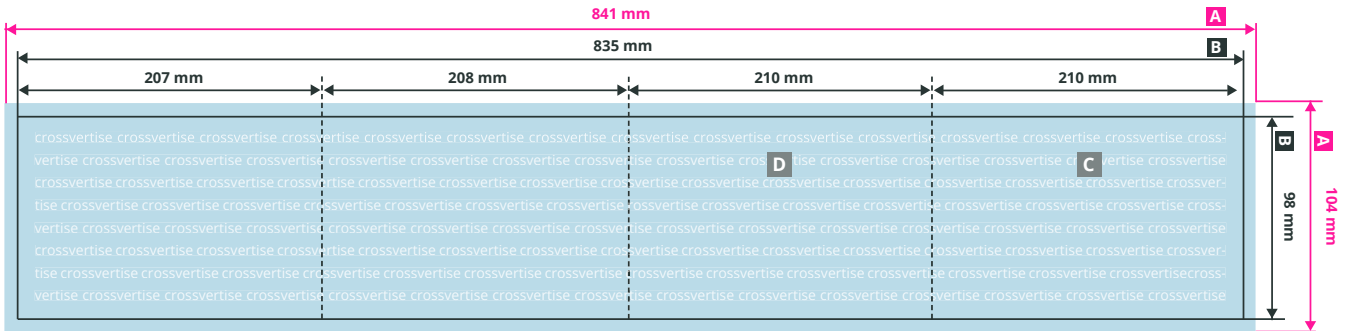 841 mm A
835 mm B
207 mm 208 mm 210 mm 210 mm
crossvertise crossvertise crossvertise crossvertise crossvertise crossvertise crossvertise crossvertise crossvertise crossvertise crossvertise crossvertise crossvertise crossvertise cross-
vertise crossvertise crossvertise crossvertise crossvertise crossvertise crossvertise crossvertise crossvertise crossvertise crossvertise crossvertise crossvertise crossvertise crossvertise
crossvertise crossvertise crossvertise crossvertise crossvertise crossvertise crossvertise crossvertise crossvertise crossvertise crossvertise crossvertise crossvertise crossvertise crossver-
tise crossvertise crossvertise crossvertise crossvertise crossvertise crossvertise crossvertise crossvertise crossvertise crossvertise crossvertise crossvertise crossvertise cross-
vertise crossvertise crossvertise crossvertise crossvertise crossvertise crossvertise crossvertise crossvertise crossvertise crossvertise crossvertise crossvertise crossvertise crossvertise
crossvertise crossvertise crossvertise crossvertise crossvertise crossvertise crossvertise crossvertise crossvertise crossvertise crossvertise crossvertise crossvertise crossvertise crossver-
tise crossvertise crossvertise crossvertise crossvertise crossvertise crossvertise crossvertise crossvertise crossvertise crossvertise crossvertise crossvertise crossvertisecross-
vertise crossvertise crossvertise crossvertise crossvertise crossvertise crossvertise crossvertise crossvertise crossvertise crossvertise crossvertise crossvertise crossvertise crossvertise
D
C
B
98 mm
A
104 mm